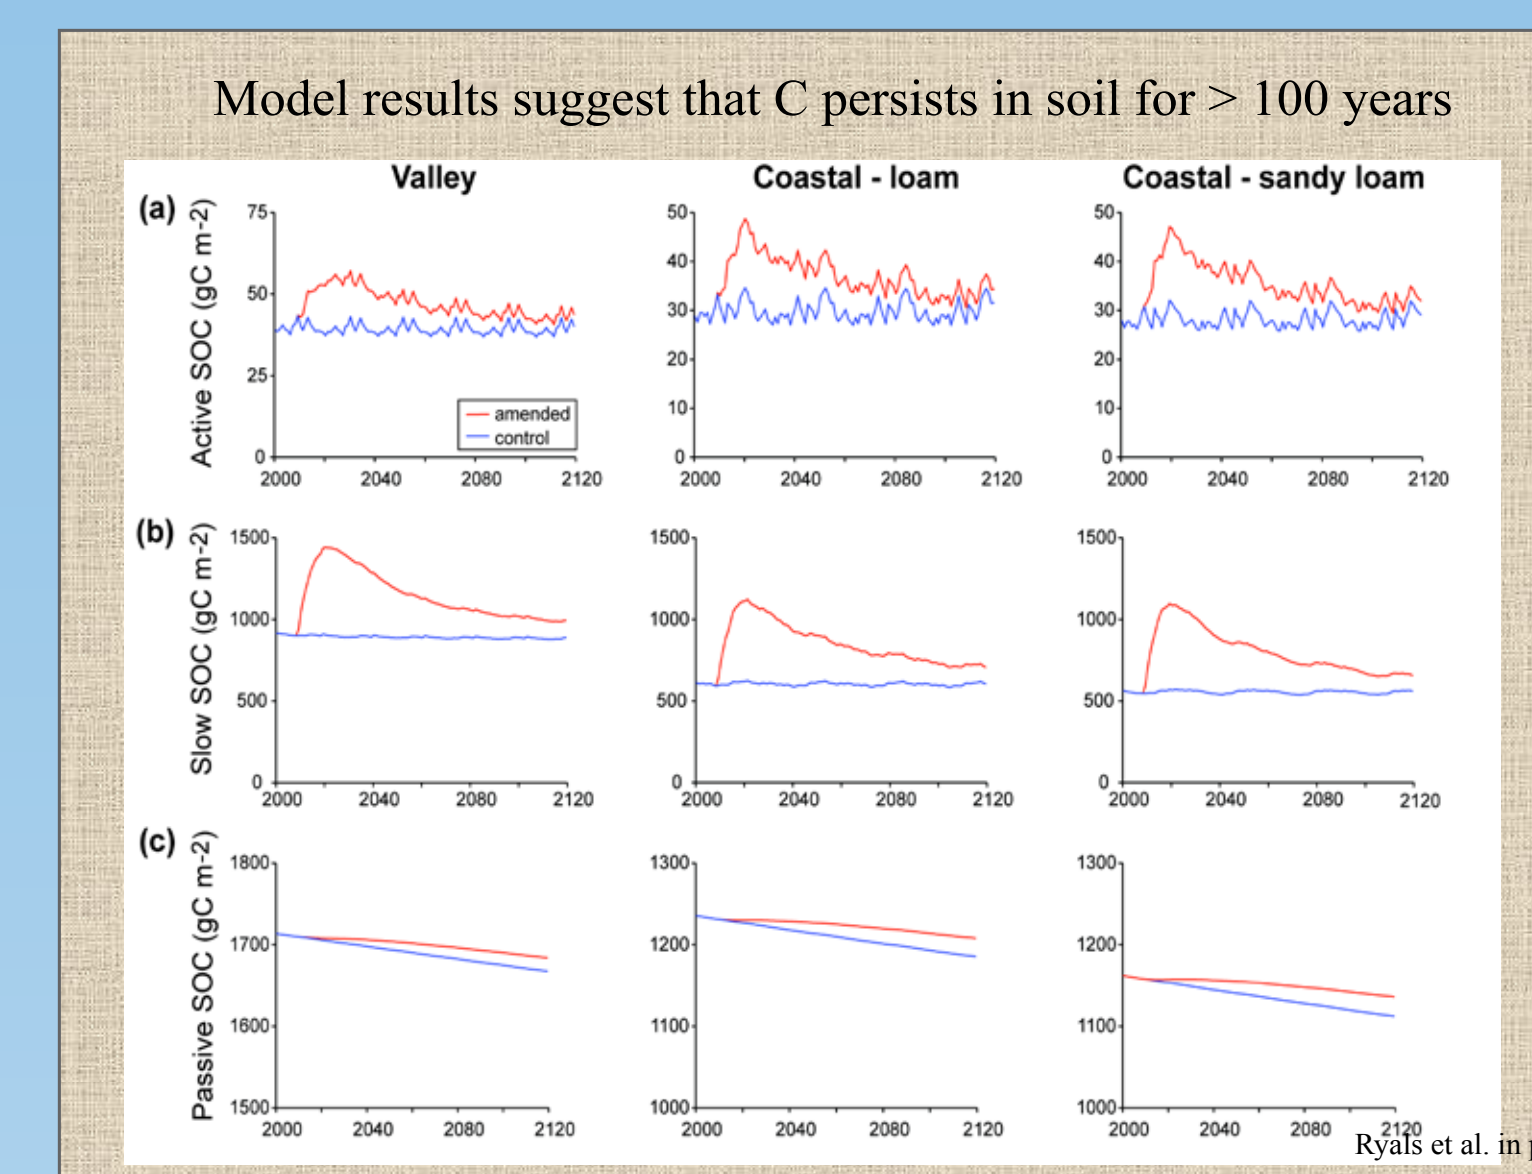 Model results suggest that C persists in soil for > 100 years
Valley
Coastal - loam
Coastal - sandy loam
(a)
Active SOC (gC m-2)
75
50
25
0
2000 2040 2080 2120
amended
control
50
40
30
20
10
0
2000 2040 2080 2120
50
40
30
20
10
0
2000 2040 2080 2120
(b)
Slow SOC (gC m-2)
1500
1000
500
0
2000 2040 2080 2120
1500
1000
500
0
2000 2040 2080 2120
1500
1000
500
0
2000 2040 2080 2120
(c)
Passive SOC (gC m-2)
1800
1700
1600
1500
2000 2040 2080 2120
1300
1200
1100
1000
2000 2040 2080 2120
1300
1200
1100
1000
2000 2040 2080 2120
Ryals et al. in